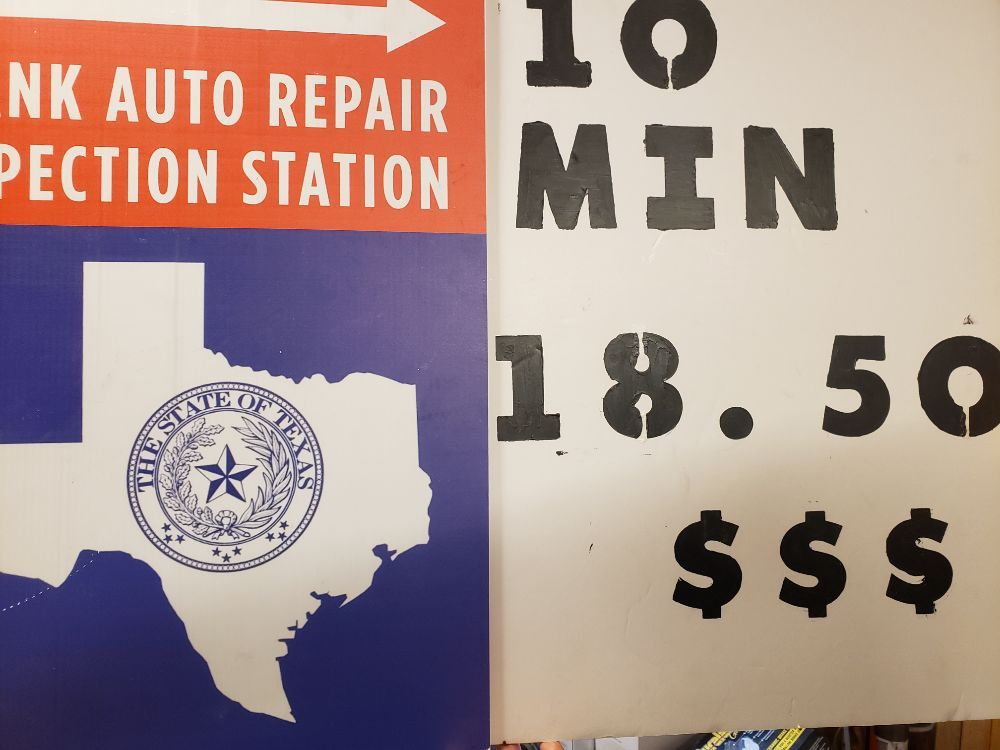 NK AUTO REPAIR
PECTION STATION
THE STATE OF TEXAS
10
MIN
18.50
$$$